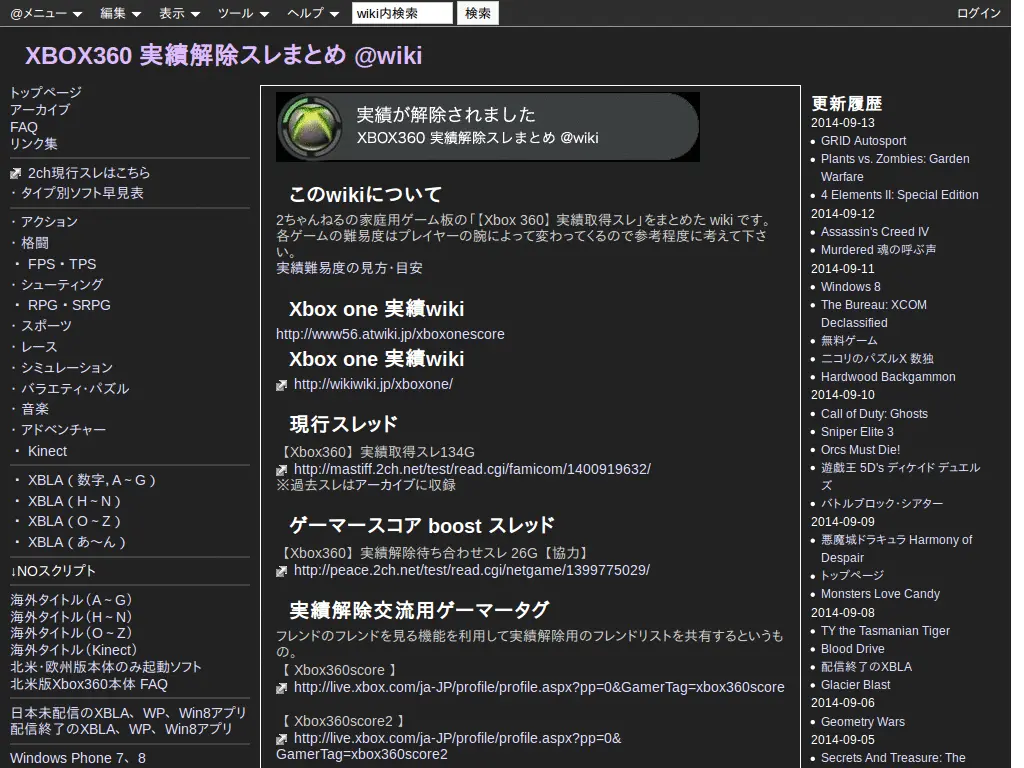 @メニュー 編集 表示 ツール ヘルプ wiki内検索 検索 ログイン
XBOX360 実績解除スレまとめ @wiki
トップページ
アーカイブ
FAQ
リンク集
2ch現行スレはこちら
・タイプ別ソフト早見表
・アクション
・格闘
・ FPS・TPS
・シューティング
・ RPG・SRPG
・スポーツ
・レース
・シミュレーション
・バラエティ・パズル
・音楽
・アドベンチャー
・ Kinect
・ XBLA ( 数字, A ~ G )
・ XBLA ( H ~ N )
・ XBLA ( O ~ Z )
・ XBLA ( あ～ん )
↓NOスクリプト
海外タイトル（A ~ G）
海外タイトル（H ~ N）
海外タイトル（O ~ Z）
海外タイトル（Kinect）
北米・欧州版本体のみ起動ソフト
北米版Xbox360本体 FAQ
日本未配信のXBLA、WP、Win8アプリ
配信終了のXBLA、WP、Win8アプリ
Windows Phone 7、8
実績が解除されました
XBOX360 実績解除スレまとめ @wiki
このwikiについて
2ちゃんねるの家庭用ゲーム板の「【Xbox 360】 実績取得スレ」をまとめた wiki です。
各ゲームの難易度はプレイヤーの腕によって変わってくるので参考程度に考えて下さ
い。
実績難易度の見方・目安
Xbox one 実績wiki
http://www56.atwiki.jp/xboxonescore
Xbox one 実績wiki
http://wikiwiki.jp/xboxone/
現行スレッド
【Xbox360】実績取得スレ134G
http://mastiff.2ch.net/test/read.cgi/famicom/1400919632/
※過去スレはアーカイブに収録
ゲーマースコア boost スレッド
【Xbox360】実績解除待ち合わせスレ 26G【協力】
http://peace.2ch.net/test/read.cgi/netgame/1399775029/
実績解除交流用ゲーマータグ
フレンドのフレンドを見る機能を利用して実績解除用のフレンドリストを共有するというも
の。
【 Xbox360score 】
http://live.xbox.com/ja-JP/profile/profile.aspx?pp=0&GamerTag=xbox360score
【 Xbox360score2 】
http://live.xbox.com/ja-JP/profile/profile.aspx?pp=0&
GamerTag=xbox360score2
更新履歴
2014-09-13
GRID Autosport
Plants vs. Zombies: Garden
Warfare
4 Elements II: Special Edition
2014-09-12
Assassin's Creed IV
Murdered 魂の呼ぶ声
2014-09-11
Windows 8
The Bureau: XCOM
Declassified
無料ゲーム
ニコリのパズルX 数独
Hardwood Backgammon
2014-09-10
Call of Duty: Ghosts
Sniper Elite 3
Orcs Must Die!
遊戯王 5D's ディケイド デュエル
ズ
バトルブロック・シアター
2014-09-09
悪魔城ドラキュラ Harmony of
Despair
トップページ
Monsters Love Candy
2014-09-08
TY the Tasmanian Tiger
Blood Drive
配信終了のXBLA
Glacier Blast
2014-09-06
Geometry Wars
2014-09-05
Secrets And Treasure: The